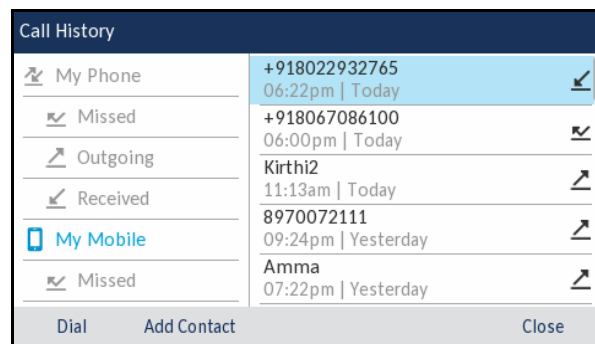 Call History
My Phone
Missed
Outgoing
Received
My Mobile
Missed
+918022932765
06:22pm | Today
+918067086100
06:00pm | Today
Kirthi2
11:13am | Today
8970072111
09:24pm | Yesterday
Amma
07:22pm | Yesterday
Dial
Add Contact
Close